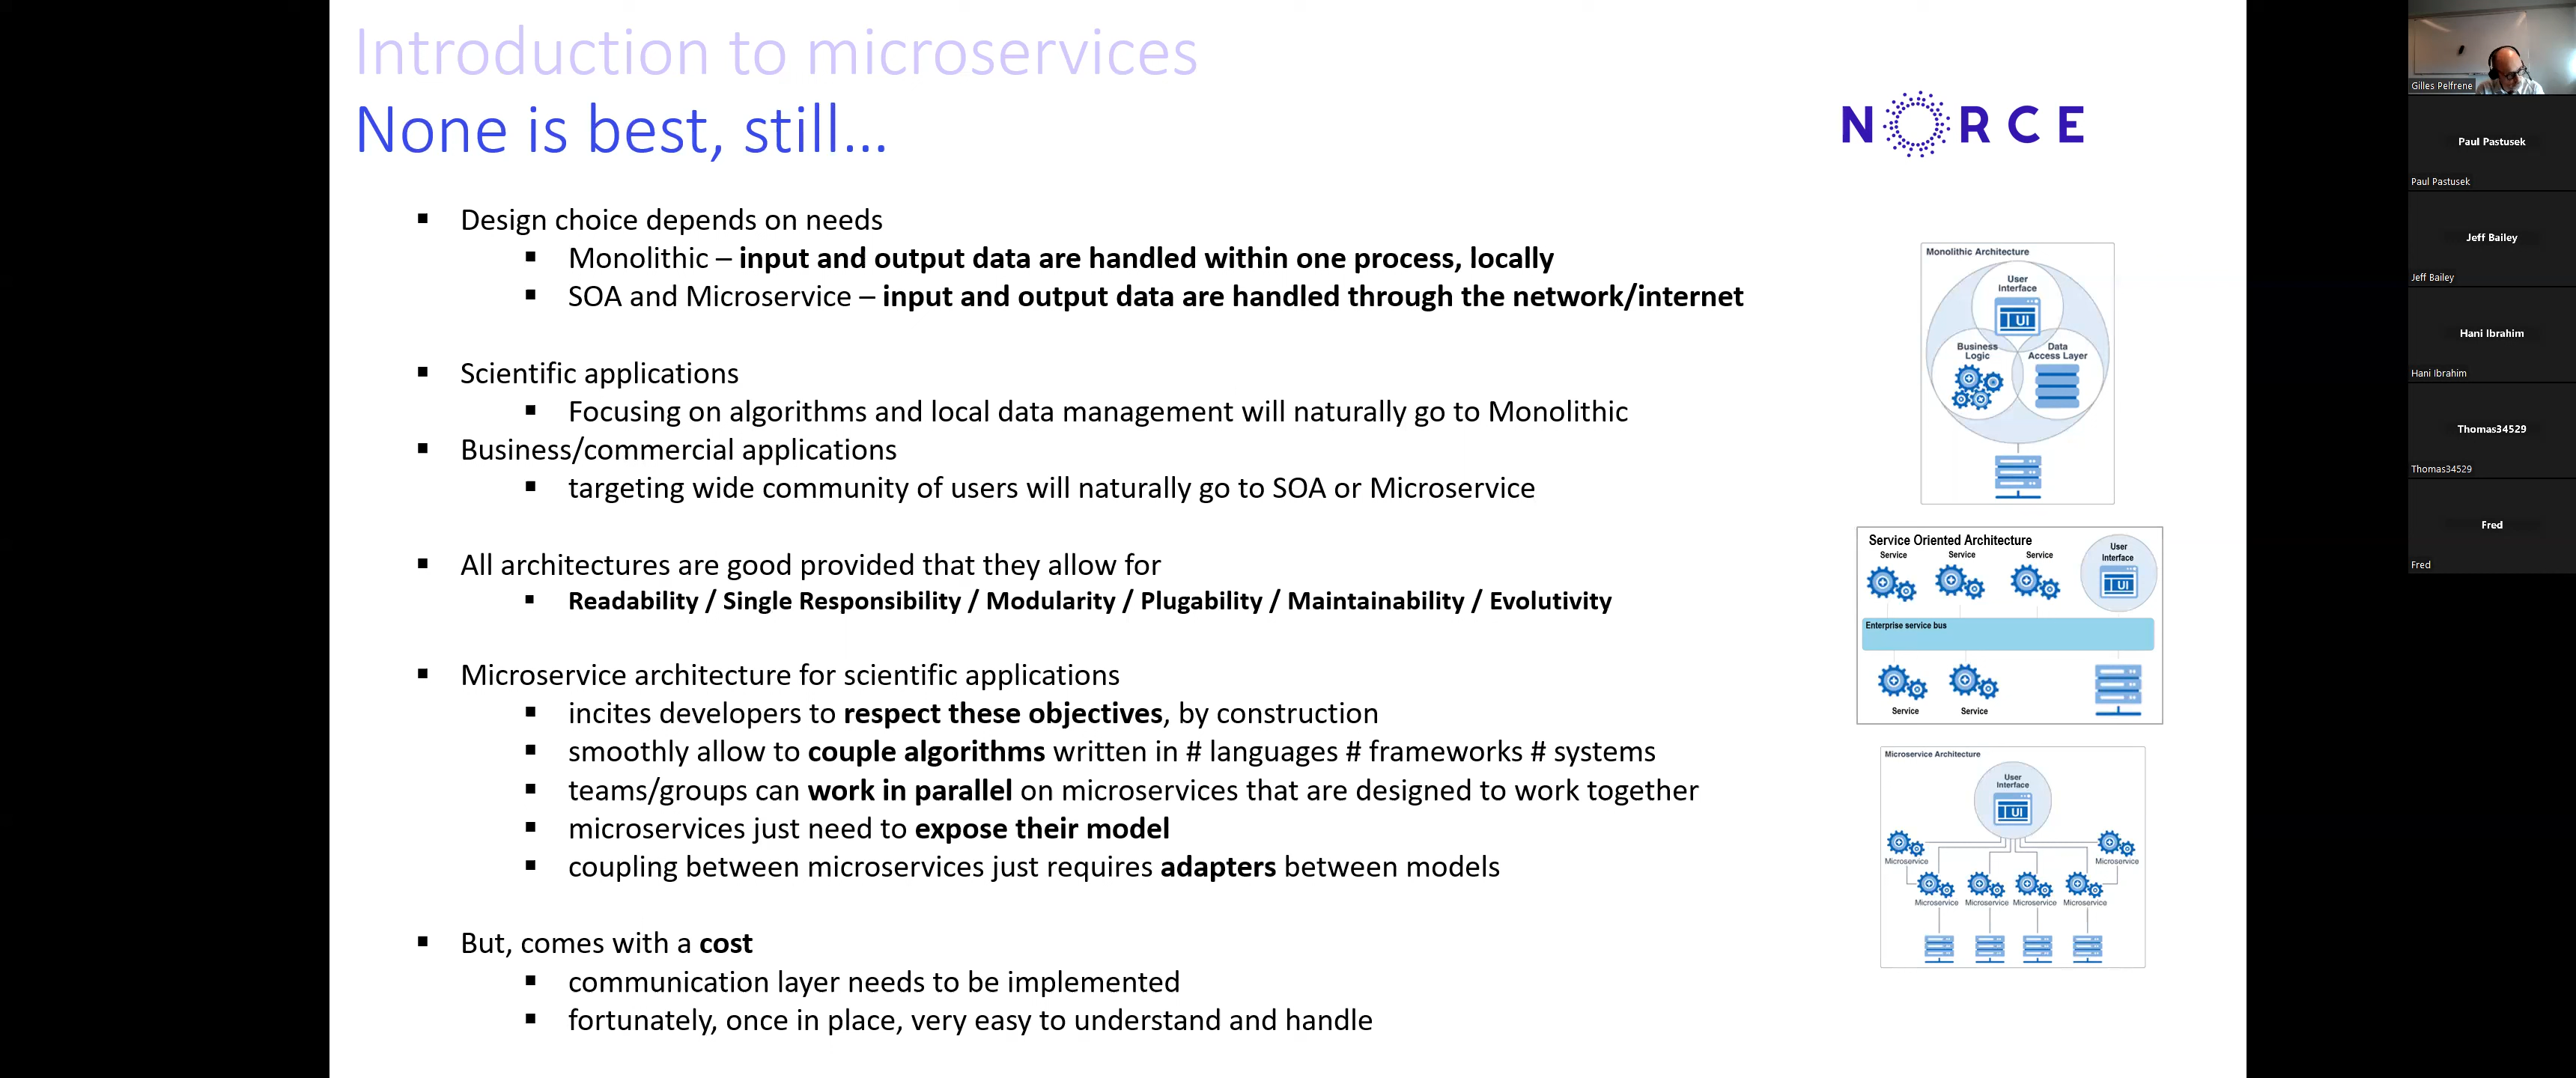 Introduction to microservices
None is best, still...
NORCE
Design choice depends on needs
Monolithic – input and output data are handled within one process, locally
SOA and Microservice – input and output data are handled through the network/internet
Scientific applications
Focusing on algorithms and local data management will naturally go to Monolithic
Business/commercial applications
targeting wide community of users will naturally go to SOA or Microservice
All architectures are good provided that they allow for
Readability / Single Responsibility / Modularity / Plugability / Maintainability / Evolutivity
Microservice architecture for scientific applications
incites developers to respect these objectives, by construction
smoothly allow to couple algorithms written in # languages # frameworks # systems
teams/groups can work in parallel on microservices that are designed to work together
microservices just need to expose their model
coupling between microservices just requires adapters between models
But, comes with a cost
communication layer needs to be implemented
fortunately, once in place, very easy to understand and handle
Monolithic Architecture
User
Interface
UI
Business
Logic
Data
Access Layer
Service Oriented Architecture
Service
Service
Service
User
Interface
UI
Enterprise service bus
Service
Service
Microservice Architecture
User
Interface
UI
Microservice
Microservice
Microservice
Microservice
Microservice
Microservice
Gilles Pelfrene
Paul Pastusek
Paul Pastusek
Jeff Bailey
Jeff Bailey
Hani Ibrahim
Hani Ibrahim
Thomas34529
Thomas34529
Fred
Fred